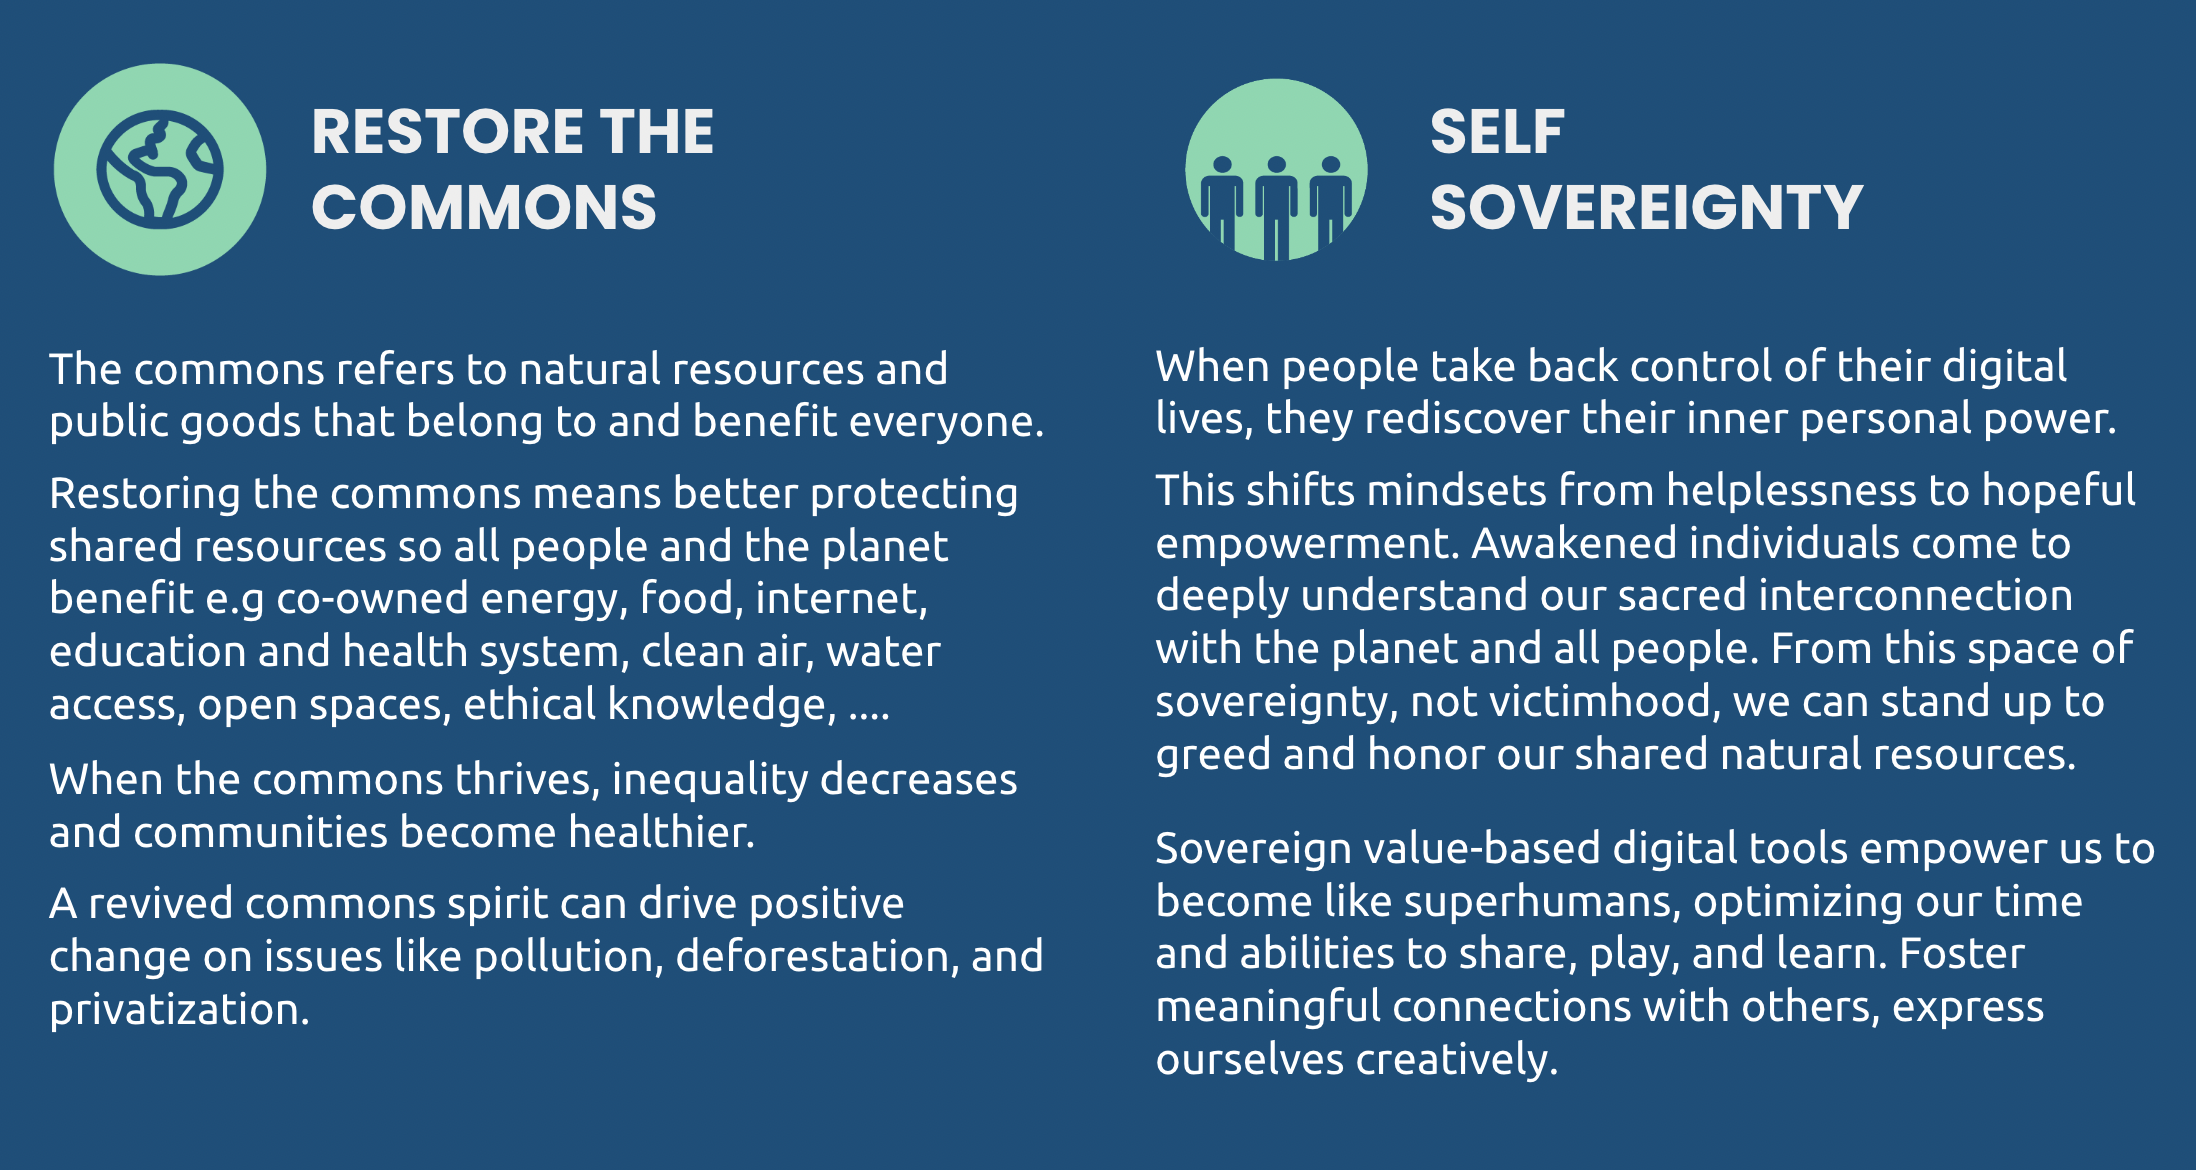 RESTORE THE
COMMONS
The commons refers to natural resources and
public goods that belong to and benefit everyone.
Restoring the commons means better protecting
shared resources so all people and the planet
benefit e.g co-owned energy, food, internet,
education and health system, clean air, water
access, open spaces, ethical knowledge, ....
When the commons thrives, inequality decreases
and communities become healthier.
A revived commons spirit can drive positive
change on issues like pollution, deforestation, and
privatization.
SELF
SOVEREIGNTY
When people take back control of their digital
lives, they rediscover their inner personal power.
This shifts mindsets from helplessness to hopeful
empowerment. Awakened individuals come to
deeply understand our sacred interconnection
with the planet and all people. From this space of
sovereignty, not victimhood, we can stand up to
greed and honor our shared natural resources.
Sovereign value-based digital tools empower us to
become like superhumans, optimizing our time
and abilities to share, play, and learn. Foster
meaningful connections with others, express
ourselves creatively.